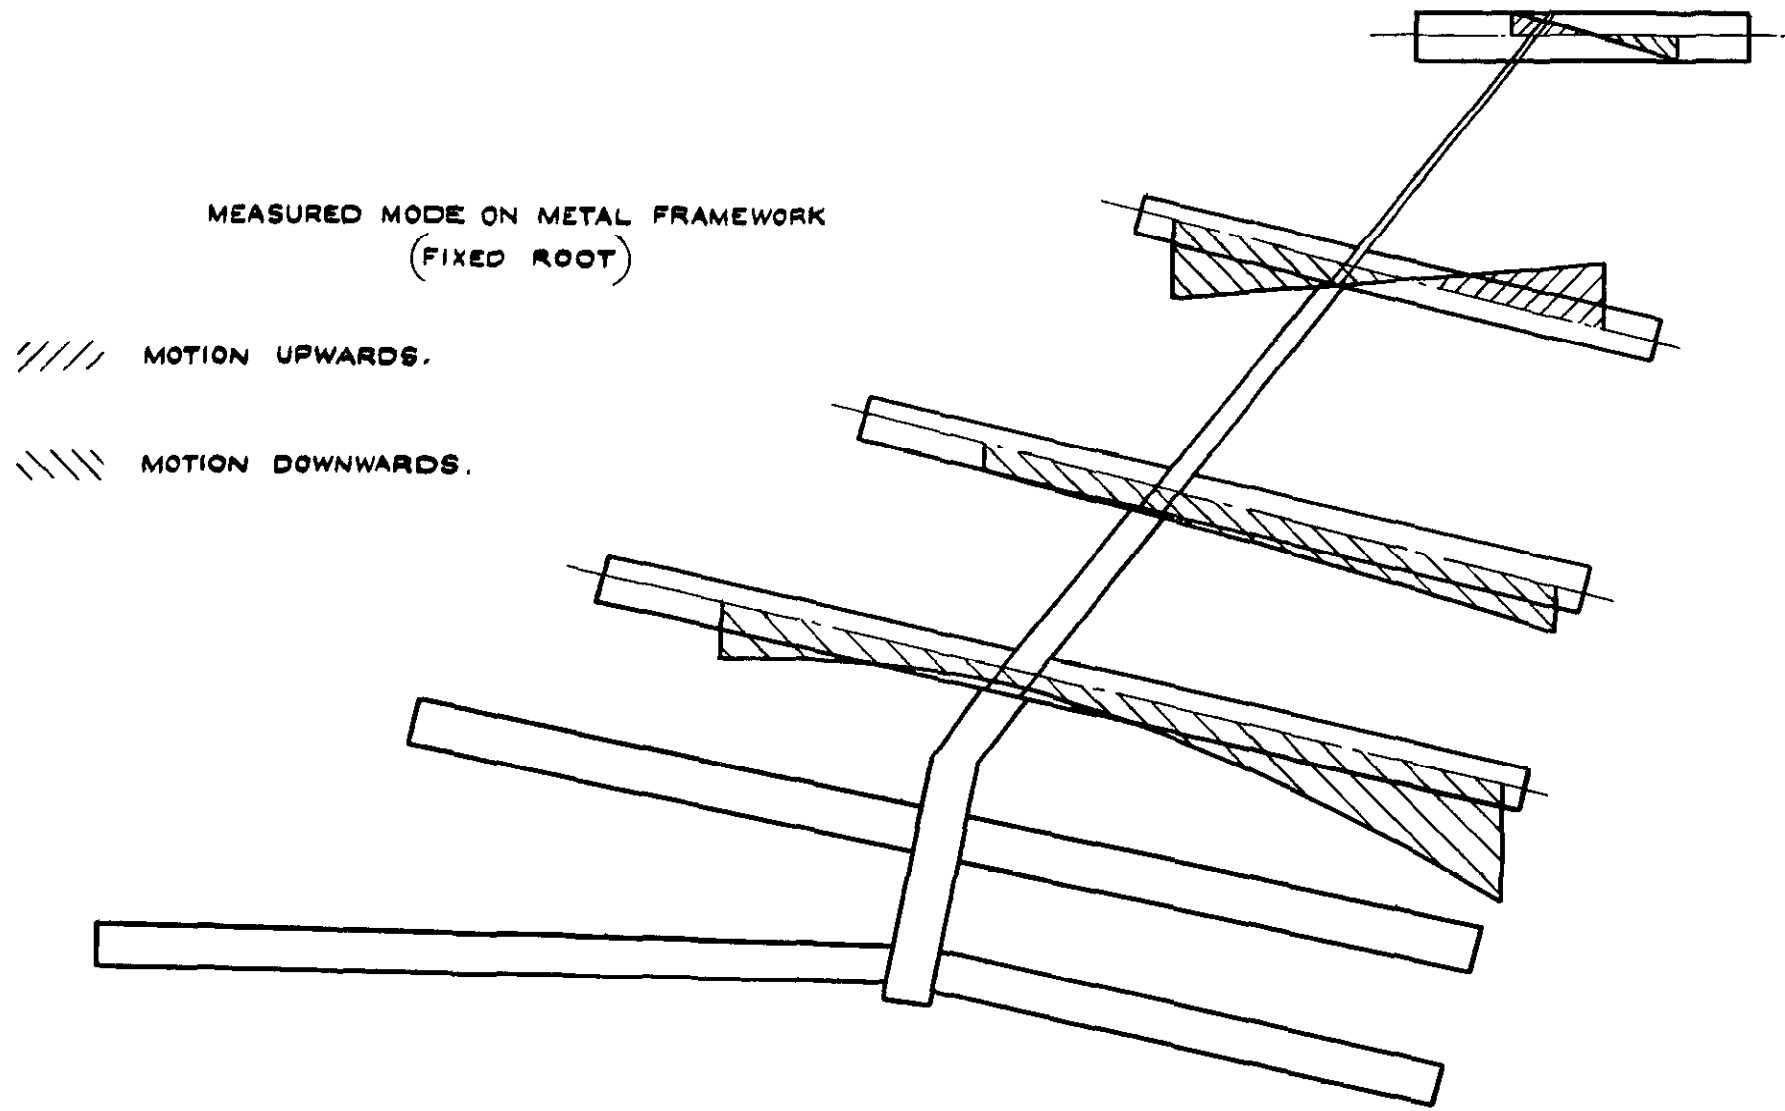 MEASURED MODE ON METAL FRAMEWORK
(FIXED ROOT)
MOTION UPWARDS.
MOTION DOWNWARDS.